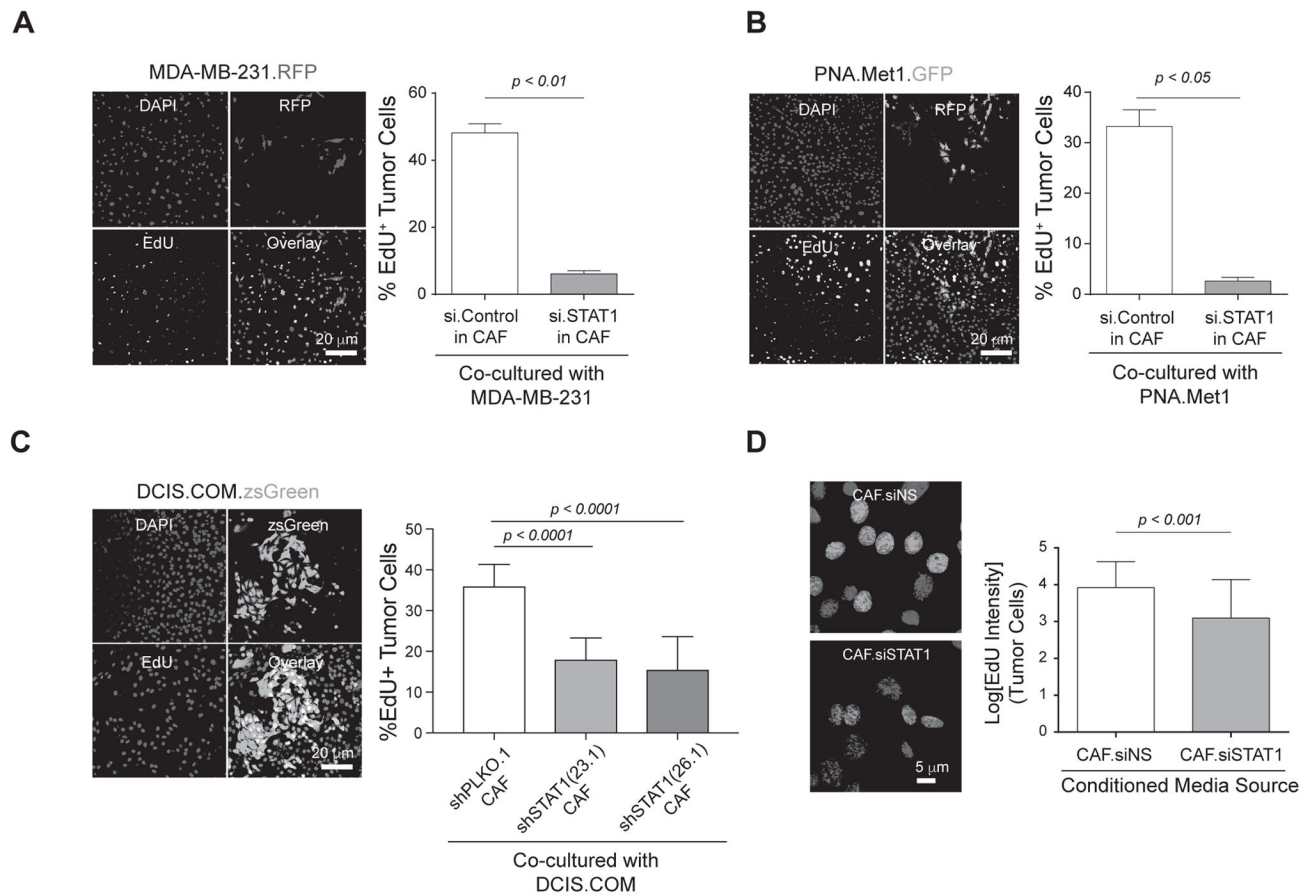 A
MDA-MB-231.RFP
DAPI
RFP
EdU
Overlay
20 μm
% EdU+ Tumor Cells
60
40
20
0
p < 0.01
si.Control
in CAF
si.STAT1
in CAF
Co-cultured with
MDA-MB-231
B
PNA.Met1.GFP
DAPI
RFP
EdU
Overlay
20 μm
% EdU+ Tumor Cells
40
30
20
10
0
p < 0.05
si.Control
in CAF
si.STAT1
in CAF
Co-cultured with
PNA.Met1
C
DCIS.COM.zsGreen
DAPI
zsGreen
EdU
Overlay
20 μm
%EdU+ Tumor Cells
50
40
30
20
10
0
p < 0.0001
p < 0.0001
shPLKO.1
CAF
shSTAT1(23.1)
CAF
shSTAT1(26.1)
CAF
Co-cultured with
DCIS.COM
D
CAF.siNS
CAF.siSTAT1
5 μm
Log[EdU Intensity]
(Tumor Cells)
5
4
3
2
1
0
p < 0.001
CAF.siNS
CAF.siSTAT1
Conditioned Media Source